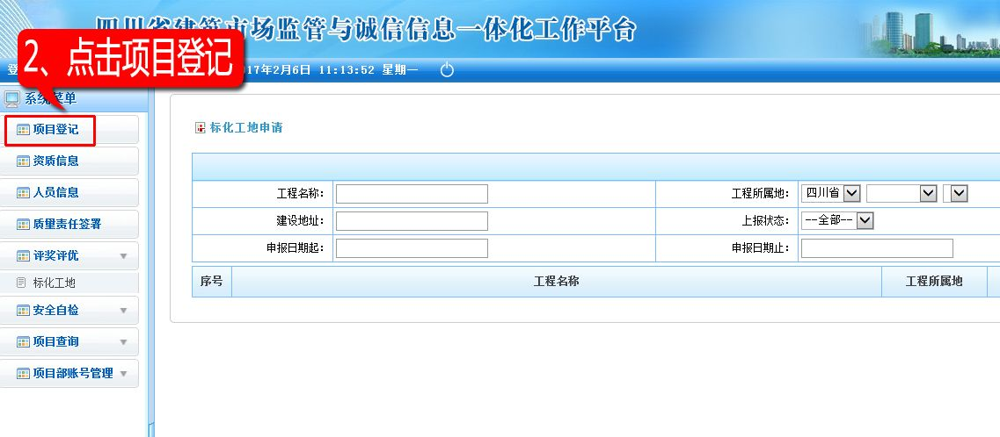 四川省建筑市场监管与诚信信息一体化工作平台
2、点击项目登记
登
17年2月6日 11:13:52 星期一
系统菜单
项目登记
资质信息
人员信息
质量责任签署
评奖评优
标化工地
安全自检
项目查询
项目部账号管理
标化工地申请
工程名称： 工程所属地： 四川省
建设地址： 上报状态： --全部--
申报日期起： 申报日期止：
序号 工程名称 工程所属地